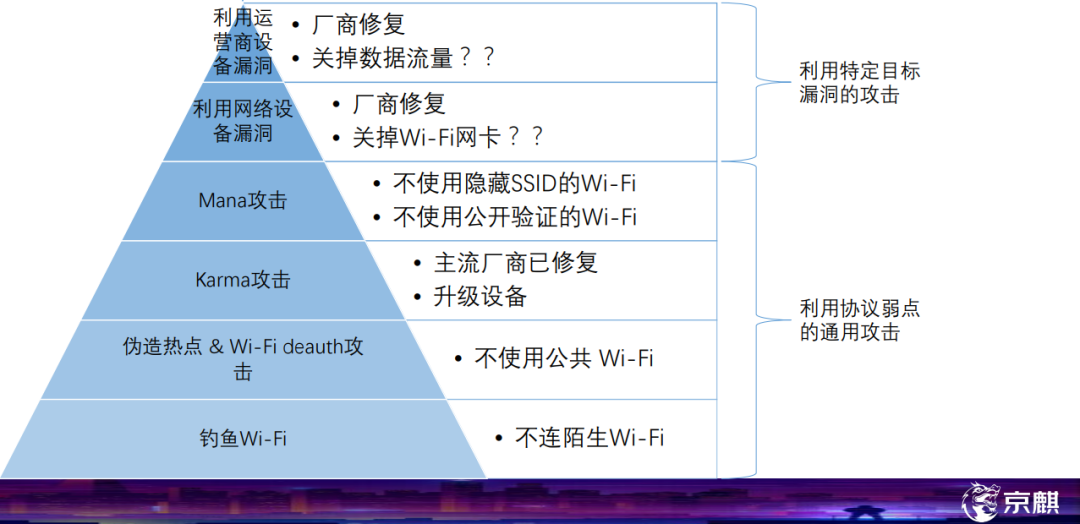 利用运
营商设
备漏洞
• 厂商修复
• 关掉数据流量？？
利用网络设
备漏洞
• 厂商修复
• 关掉Wi-Fi网卡？？
利用特定目标
漏洞的攻击
Mana攻击
• 不使用隐藏SSID的Wi-Fi
• 不使用公开验证的Wi-Fi
Karma攻击
• 主流厂商已修复
• 升级设备
伪造热点 & Wi-Fi deauth攻
击
• 不使用公共 Wi-Fi
钓鱼Wi-Fi
• 不连陌生Wi-Fi
利用协议弱点
的通用攻击
京麒